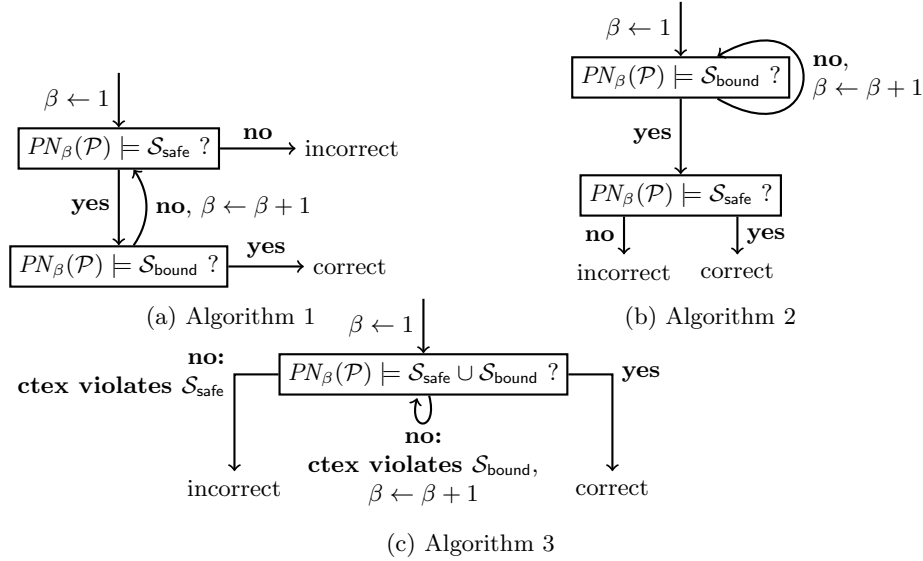 β ← 1
PN_β(𝒫) ⊨ 𝒮_safe ?
no
incorrect
yes
no, β ← β + 1
PN_β(𝒫) ⊨ 𝒮_bound ?
yes
correct
(a) Algorithm 1
β ← 1
PN_β(𝒫) ⊨ 𝒮_bound ?
no,
β ← β + 1
yes
PN_β(𝒫) ⊨ 𝒮_safe ?
no
yes
incorrect
correct
(b) Algorithm 2
β ← 1
no:
ctex violates 𝒮_safe
PN_β(𝒫) ⊨ 𝒮_safe ∪ 𝒮_bound ?
yes
no:
ctex violates 𝒮_bound,
β ← β + 1
incorrect
correct
(c) Algorithm 3